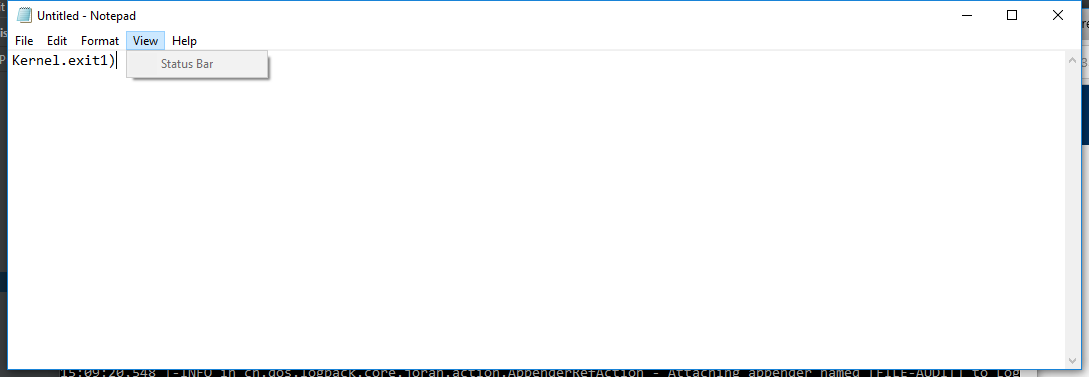 Untitled - Notepad
File Edit Format View Help
Kernel.exit1)
Status Bar
15:09:20.548 |-INFO in ch.qos.logback.core.joran.action.AppenderRefAction - Attaching appender named [FILE-AUDIT] to Log